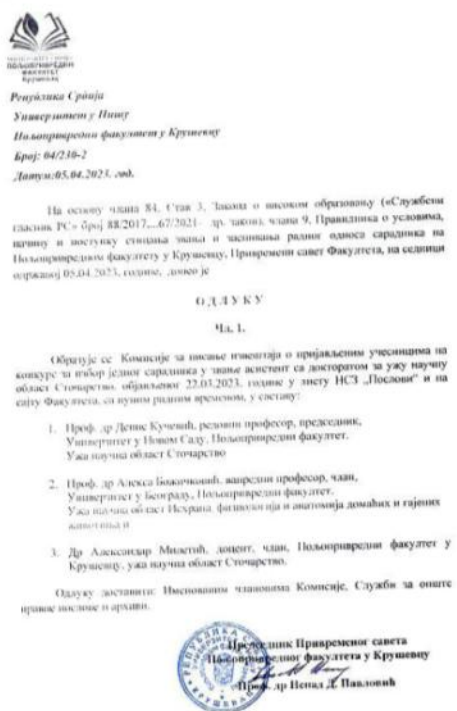 ПОЉОПРИВРЕДНИ
ФАКУЛТЕТ
Крушевац
Република Србија
Универзитет у Нишу
Пољопривредни факултет у Крушевцу
Број: 04/230-2
Датум:05.04.2023. год.
На основу члана 84. Став 3. Закона о високом образовању («Службени
гласник РС» број 88/2017,...67/2021- др. закон), члана 9. Правилника о условима,
начину и поступку стицања звања и заснивања радног односа сарадника на
Пољопривредном факултету у Крушевцу, Привремени савет Факултета, на седници
одржаној 05.04.2023. године, донео је
О Д Л У К У
Чл. 1.
Образује се Комисије за писање извештаја о пријављеним учесницима на
конкурс за избор једног сарадника у звање асистент са докторатом за ужу научну
област Сточарство, објављеног 22.03.2023. године у листу НСЗ „Послови" и на
сајту Факултета, са пуним радним временом, у саставу:
1. Проф. др Денис Кучевић, редовни професор, председник,
Универзитет у Новом Саду, Пољопривредни факултет.
Ужа научна област Сточарство
2. Проф. др Алекса Божичковић, ванредни професор, члан,
Универзитет у Београду, Пољопривредни факултет.
Ужа научна област Исхрана, физиологија и анатомија домаћих и гајених
животиња и
3. Др Александар Милетић, доцент, члан, Пољопривредни факултет у
Крушевцу, ужа научна област Сточарство.
Одлуку доставити: Именованим члановима Комисије, Служби за опште
правне послове и архиви.
Председник Привременог савета
Пољопривредног факултета у Крушевцу
Проф. др Ненад Д. Павловић